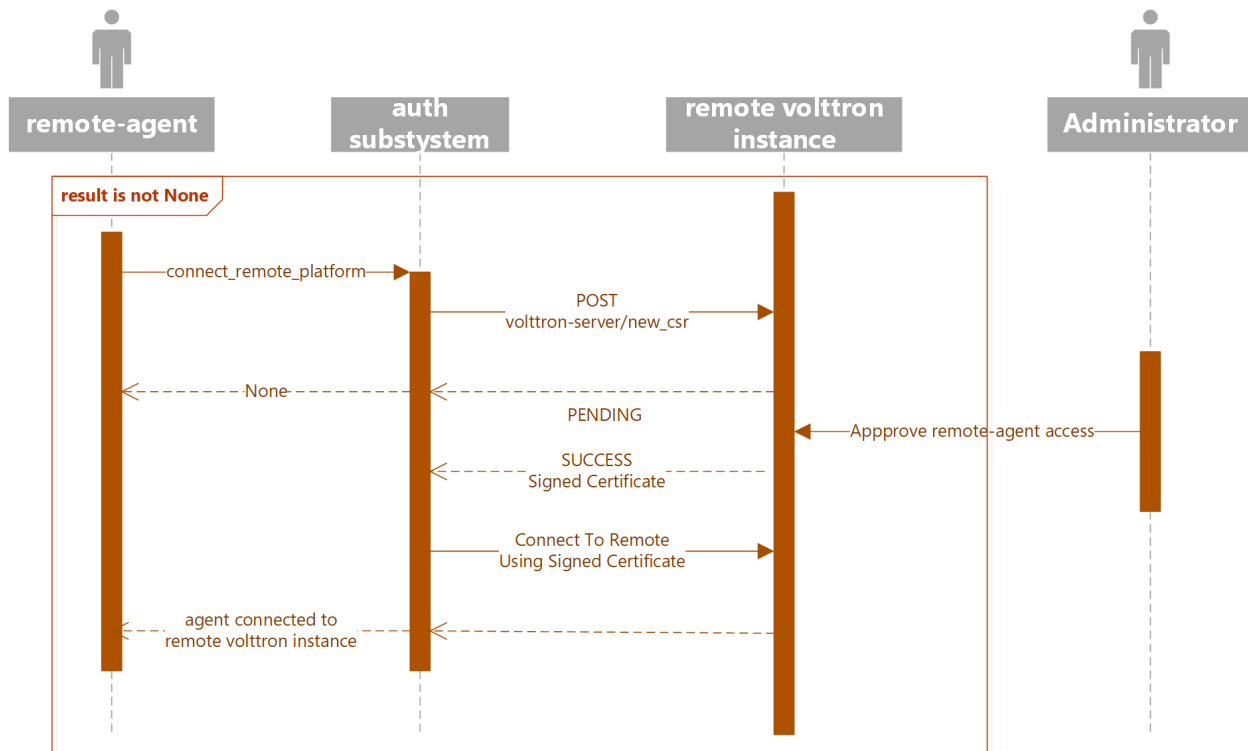 remote-agent
auth
substystem
remote volttron
instance
Administrator
result is not None
connect_remote_platform
POST
volttron-server/new_csr
None
PENDING
Appprove remote-agent access
SUCCESS
Signed Certificate
Connect To Remote
Using Signed Certificate
agent connected to
remote volttron instance